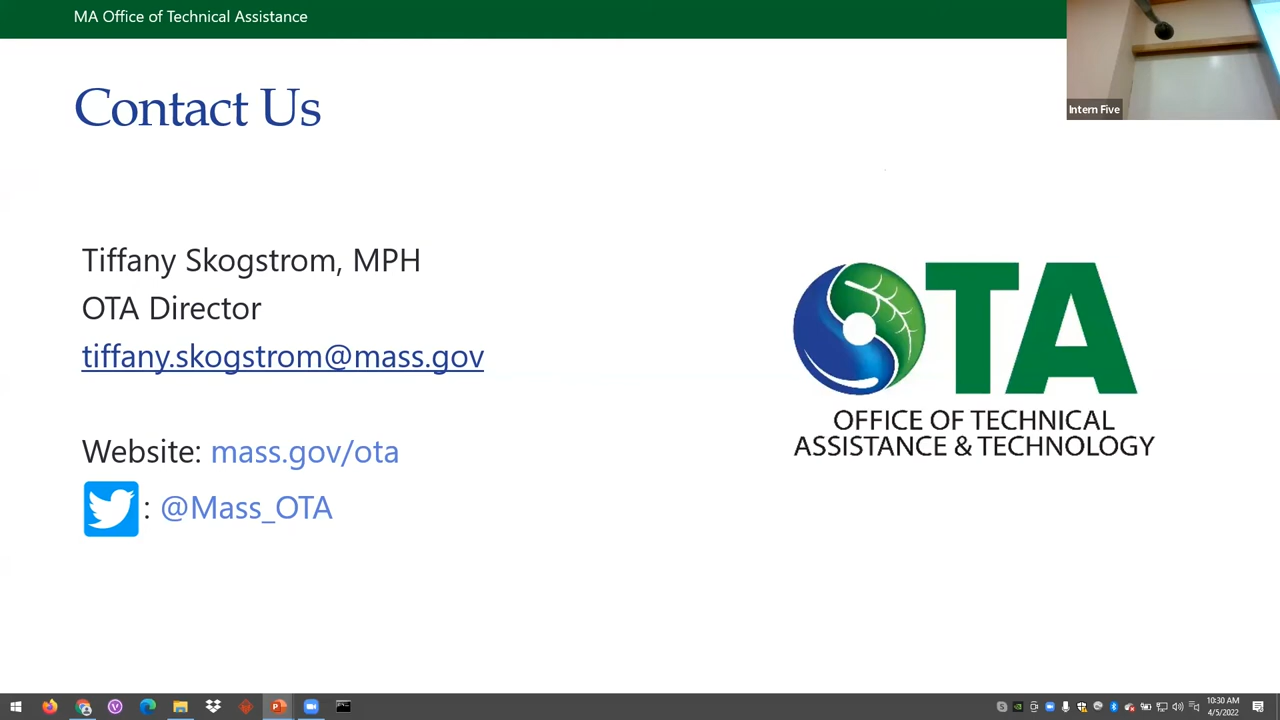 MA Office of Technical Assistance
Intern Five
Contact Us
Tiffany Skogstrom, MPH
OTA Director
tiffany.skogstrom@mass.gov
Website: mass.gov/ota
: @Mass_OTA
OTA
OFFICE OF TECHNICAL
ASSISTANCE & TECHNOLOGY
10:30 AM
4/5/2022